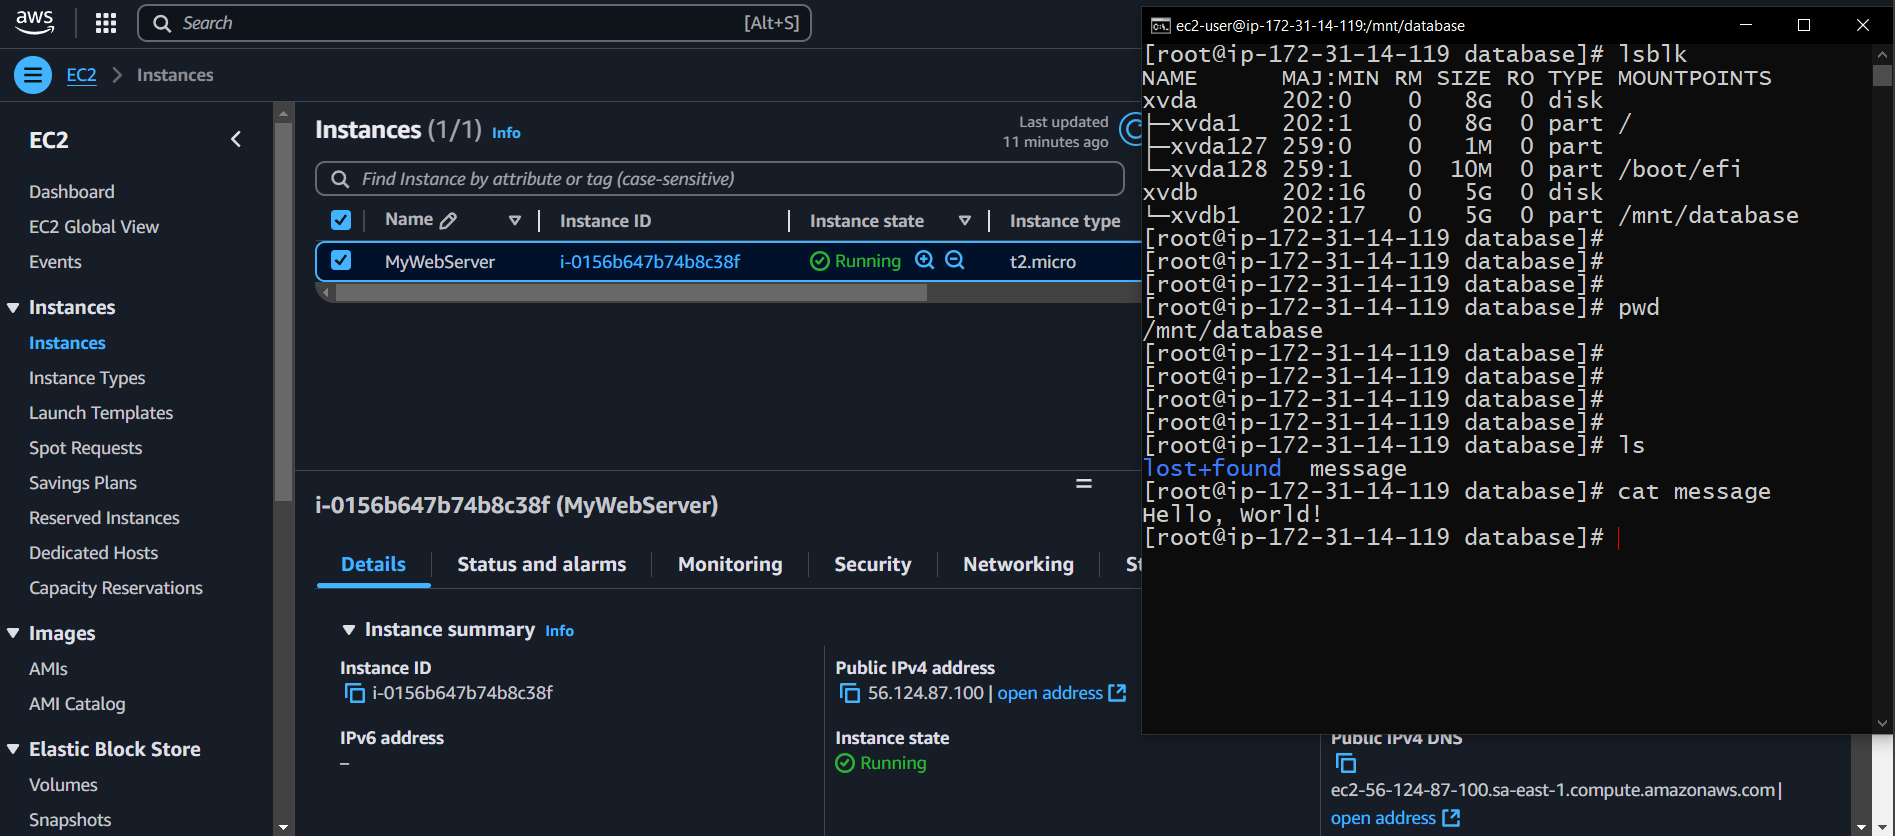 aws
Search [Alt+S]
EC2 Instances
EC2
Dashboard
EC2 Global View
Events
Instances
Instances
Instance Types
Launch Templates
Spot Requests
Savings Plans
Reserved Instances
Dedicated Hosts
Capacity Reservations
Images
AMIs
AMI Catalog
Elastic Block Store
Volumes
Snapshots
Instances (1/1) Info
Last updated
11 minutes ago
Find Instance by attribute or tag (case-sensitive)
Name Instance ID Instance state Instance type
MyWebServer i-0156b647b74b8c38f Running t2.micro
i-0156b647b74b8c38f (MyWebServer)
Details Status and alarms Monitoring Security Networking
Instance summary Info
Instance ID
i-0156b647b74b8c38f
IPv6 address
–
Public IPv4 address
56.124.87.100 | open address
Instance state
Running
Public IPv4 DNS
ec2-56-124-87-100.sa-east-1.compute.amazonaws.com |
open address
ec2-user@ip-172-31-14-119:/mnt/database
[root@ip-172-31-14-119 database]# lsblk
NAME MAJ:MIN RM SIZE RO TYPE MOUNTPOINTS
xvda 202:0 0 8G 0 disk
├─xvda1 202:1 0 8G 0 part /
├─xvda127 259:0 0 1M 0 part
└─xvda128 259:1 0 10M 0 part /boot/efi
xvdb 202:16 0 5G 0 disk
└─xvdb1 202:17 0 5G 0 part /mnt/database
[root@ip-172-31-14-119 database]#
[root@ip-172-31-14-119 database]#
[root@ip-172-31-14-119 database]#
[root@ip-172-31-14-119 database]# pwd
/mnt/database
[root@ip-172-31-14-119 database]#
[root@ip-172-31-14-119 database]#
[root@ip-172-31-14-119 database]#
[root@ip-172-31-14-119 database]#
[root@ip-172-31-14-119 database]# ls
lost+found message
[root@ip-172-31-14-119 database]# cat message
Hello, World!
[root@ip-172-31-14-119 database]#